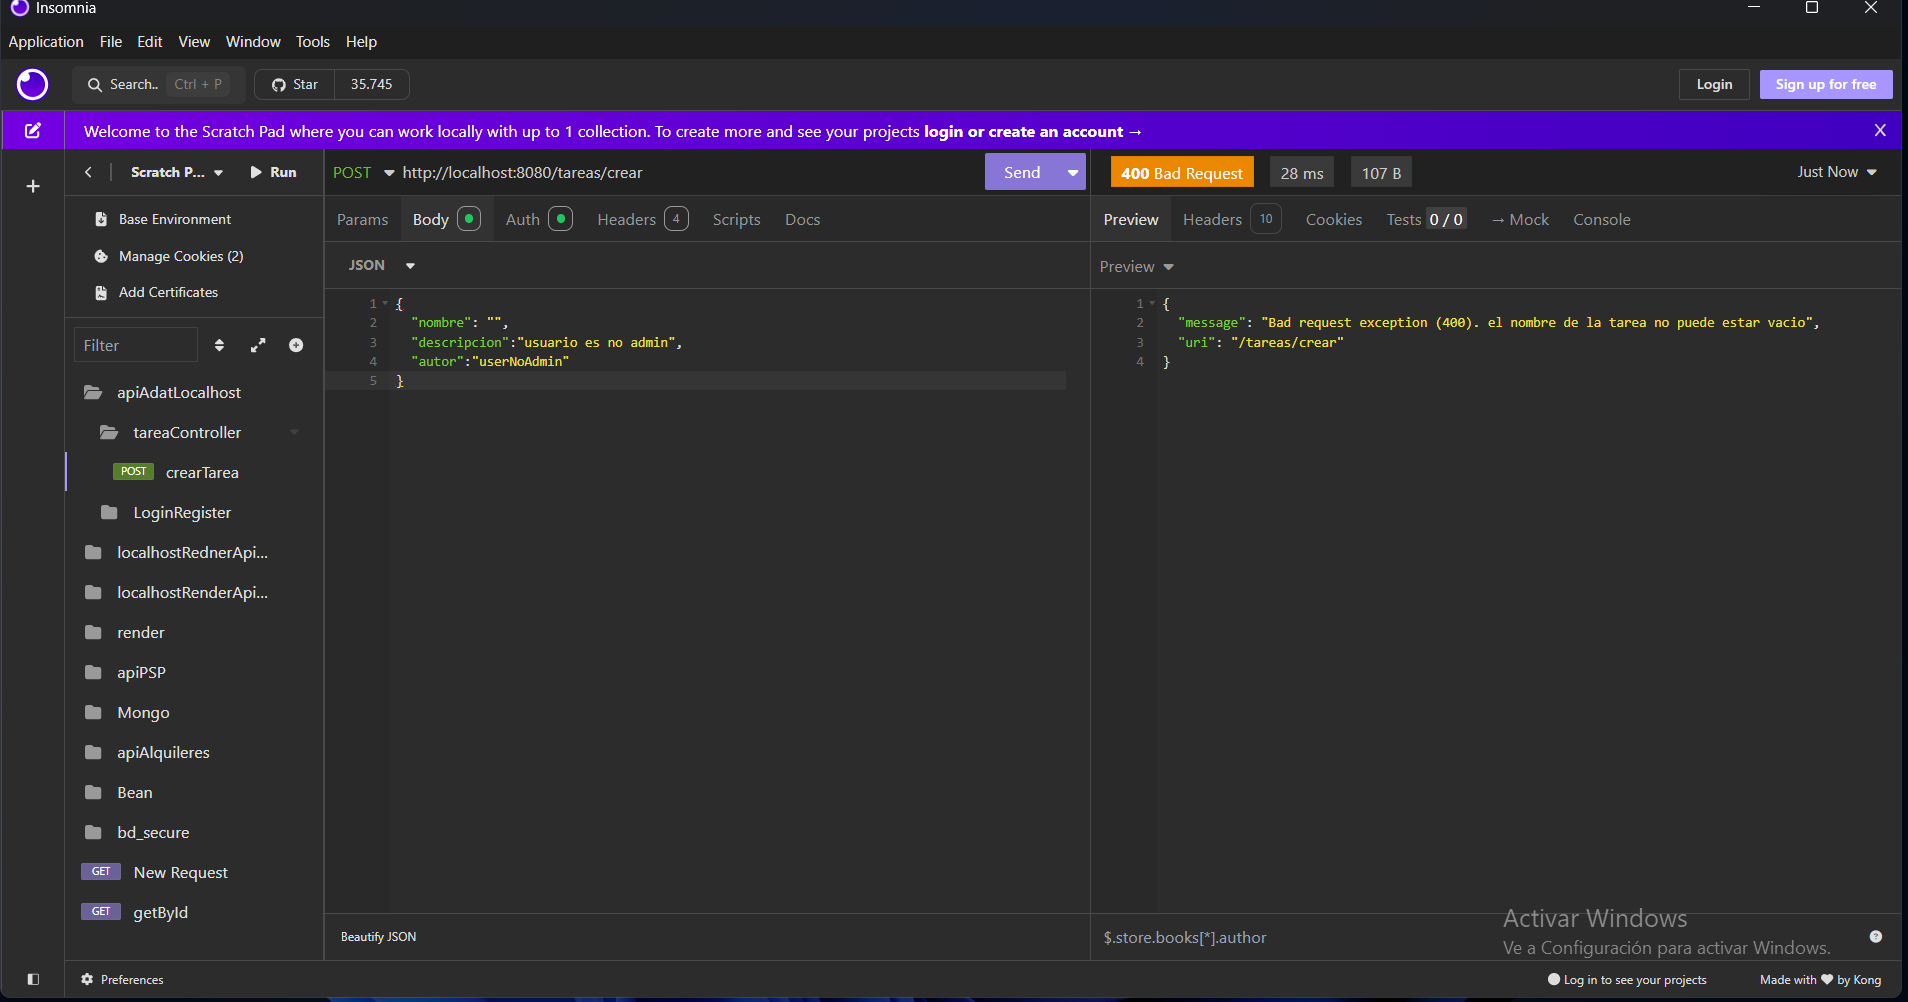 Insomnia
Application File Edit View Window Tools Help
Search.. Ctrl + P Star 35.745 Login Sign up for free
Welcome to the Scratch Pad where you can work locally with up to 1 collection. To create more and see your projects login or create an account →
Scratch P... Run
Base Environment
Manage Cookies (2)
Add Certificates
Filter
apiAdatLocalhost
tareaController
POST crearTarea
LoginRegister
localhostRednerApi...
localhostRenderApi...
render
apiPSP
Mongo
apiAlquileres
Bean
bd_secure
GET New Request
GET getById
Preferences
POST http://localhost:8080/tareas/crear Send
Params Body Auth Headers 4 Scripts Docs
JSON
1 {
2 "nombre": "",
3 "descripcion":"usuario es no admin",
4 "autor":"userNoAdmin"
5 }
Beautify JSON
400 Bad Request 28 ms 107 B Just Now
Preview Headers 10 Cookies Tests 0 / 0 → Mock Console
Preview
1 {
2 "message": "Bad request exception (400). el nombre de la tarea no puede estar vacio",
3 "uri": "/tareas/crear"
4 }
$.store.books[*].author
Activar Windows
Ve a Configuración para activar Windows.
Log in to see your projects Made with ♥ by Kong